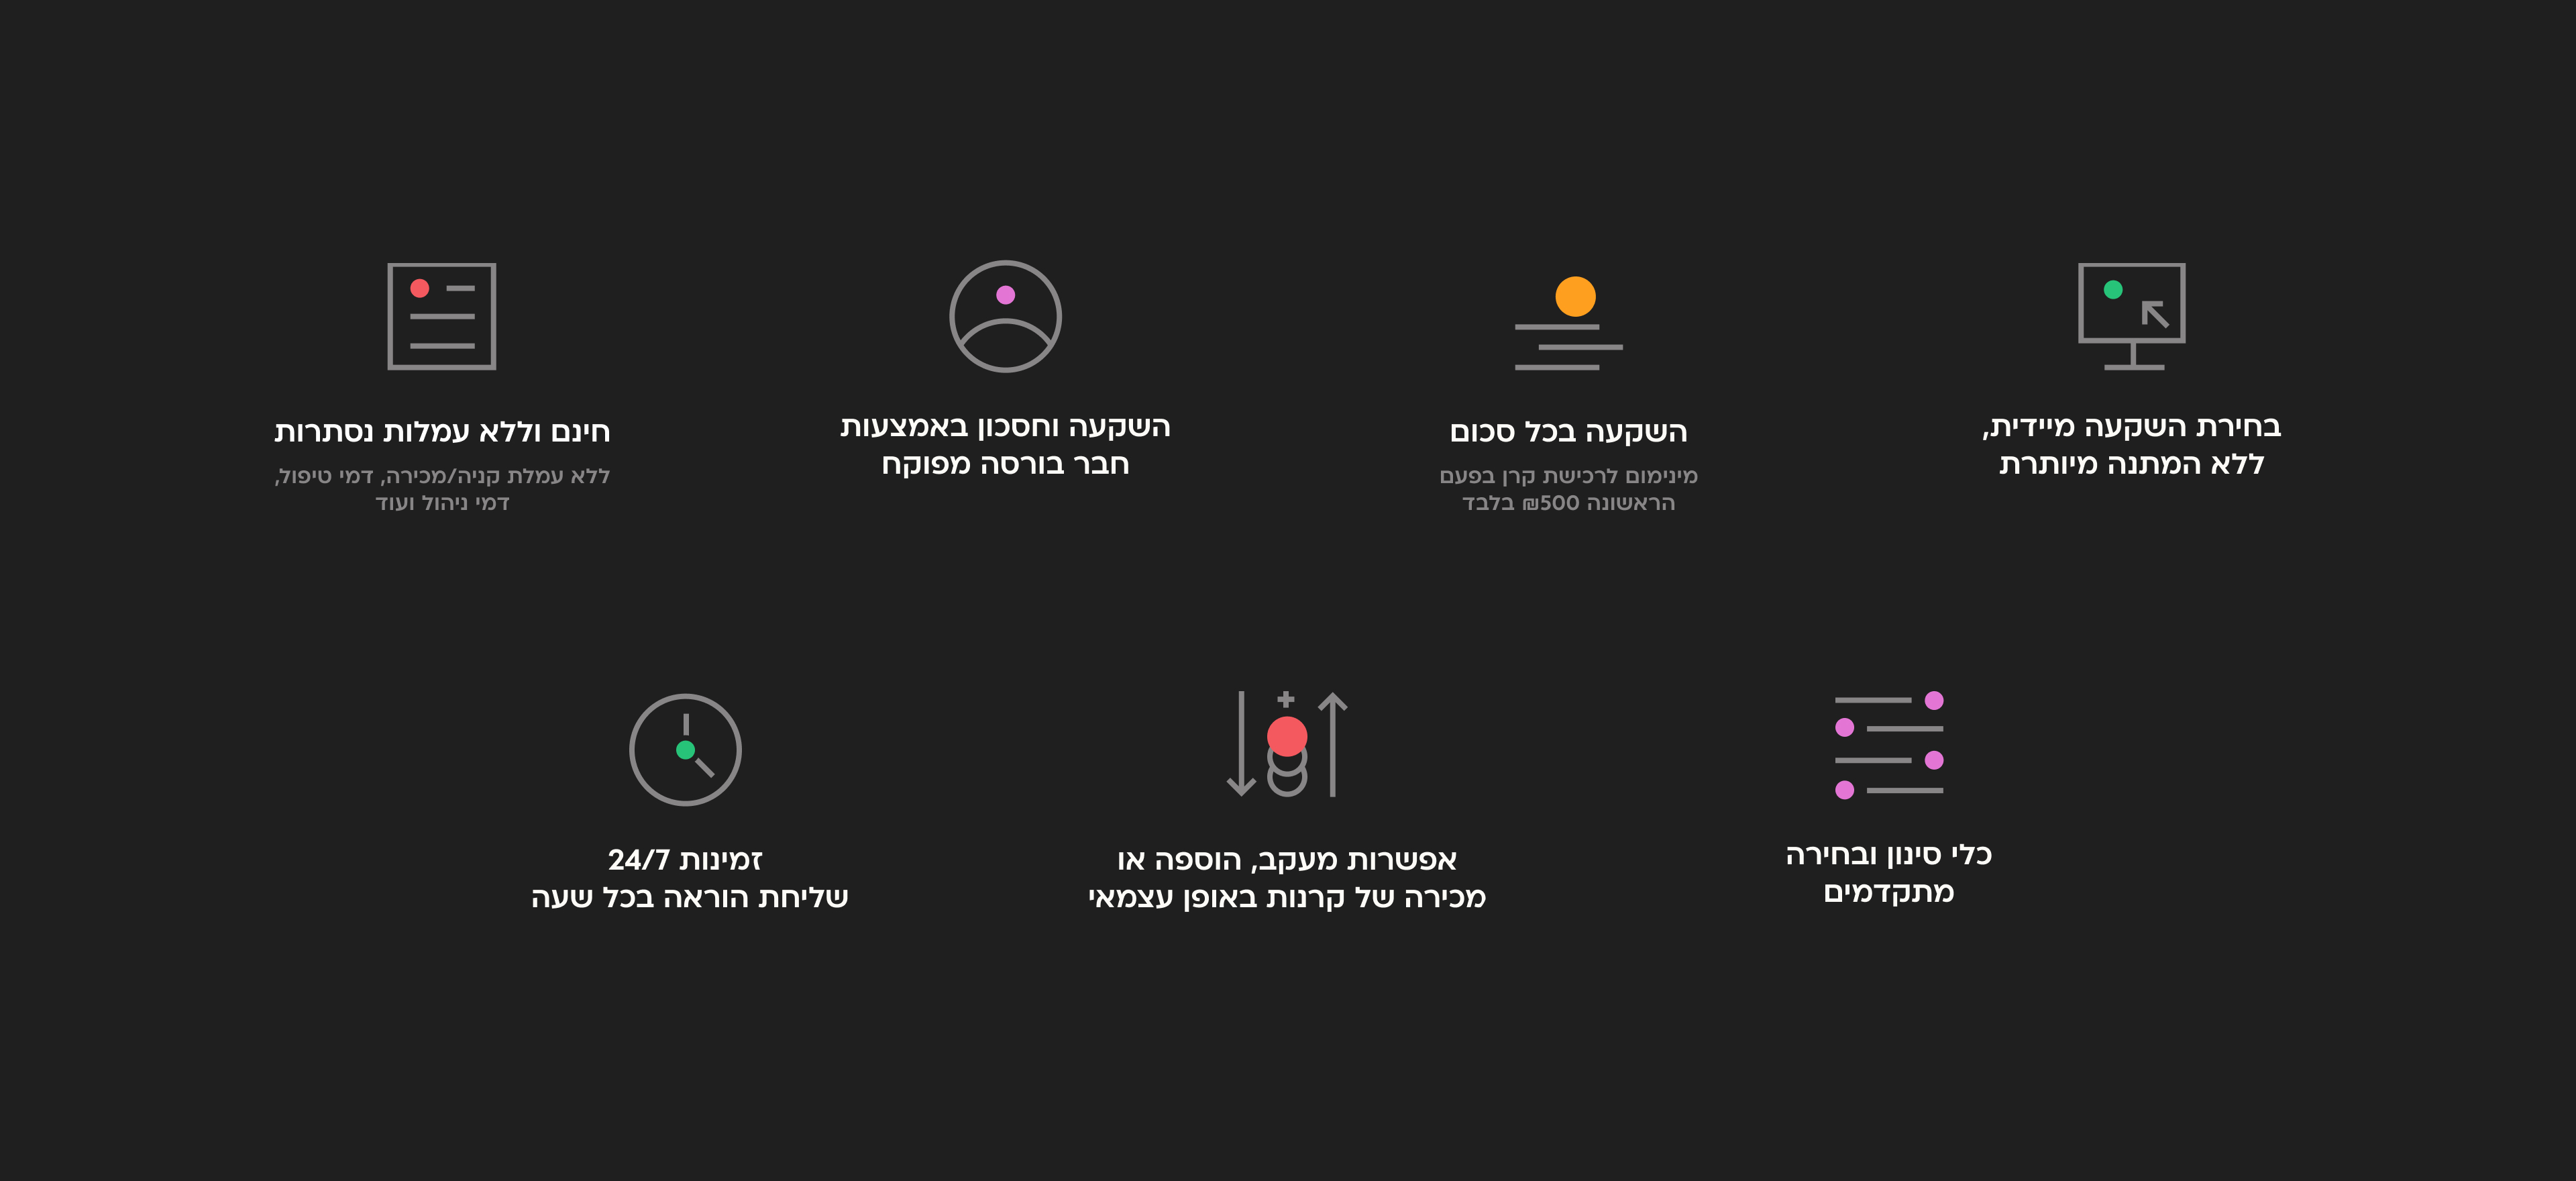 בחירת השקעה מיידית,
ללא המתנה מיותרת
השקעה בכל סכום
מינימום לרכישת קרן בפעם
הראשונה 500₪ בלבד
השקעה וחסכון באמצעות
חבר בורסה מפוקח
חינם וללא עמלות נסתרות
ללא עמלת קניה/מכירה, דמי טיפול,
דמי ניהול ועוד
כלי סינון ובחירה
מתקדמים
אפשרות מעקב, הוספה או
מכירה של קרנות באופן עצמאי
זמינות 24/7
שליחת הוראה בכל שעה